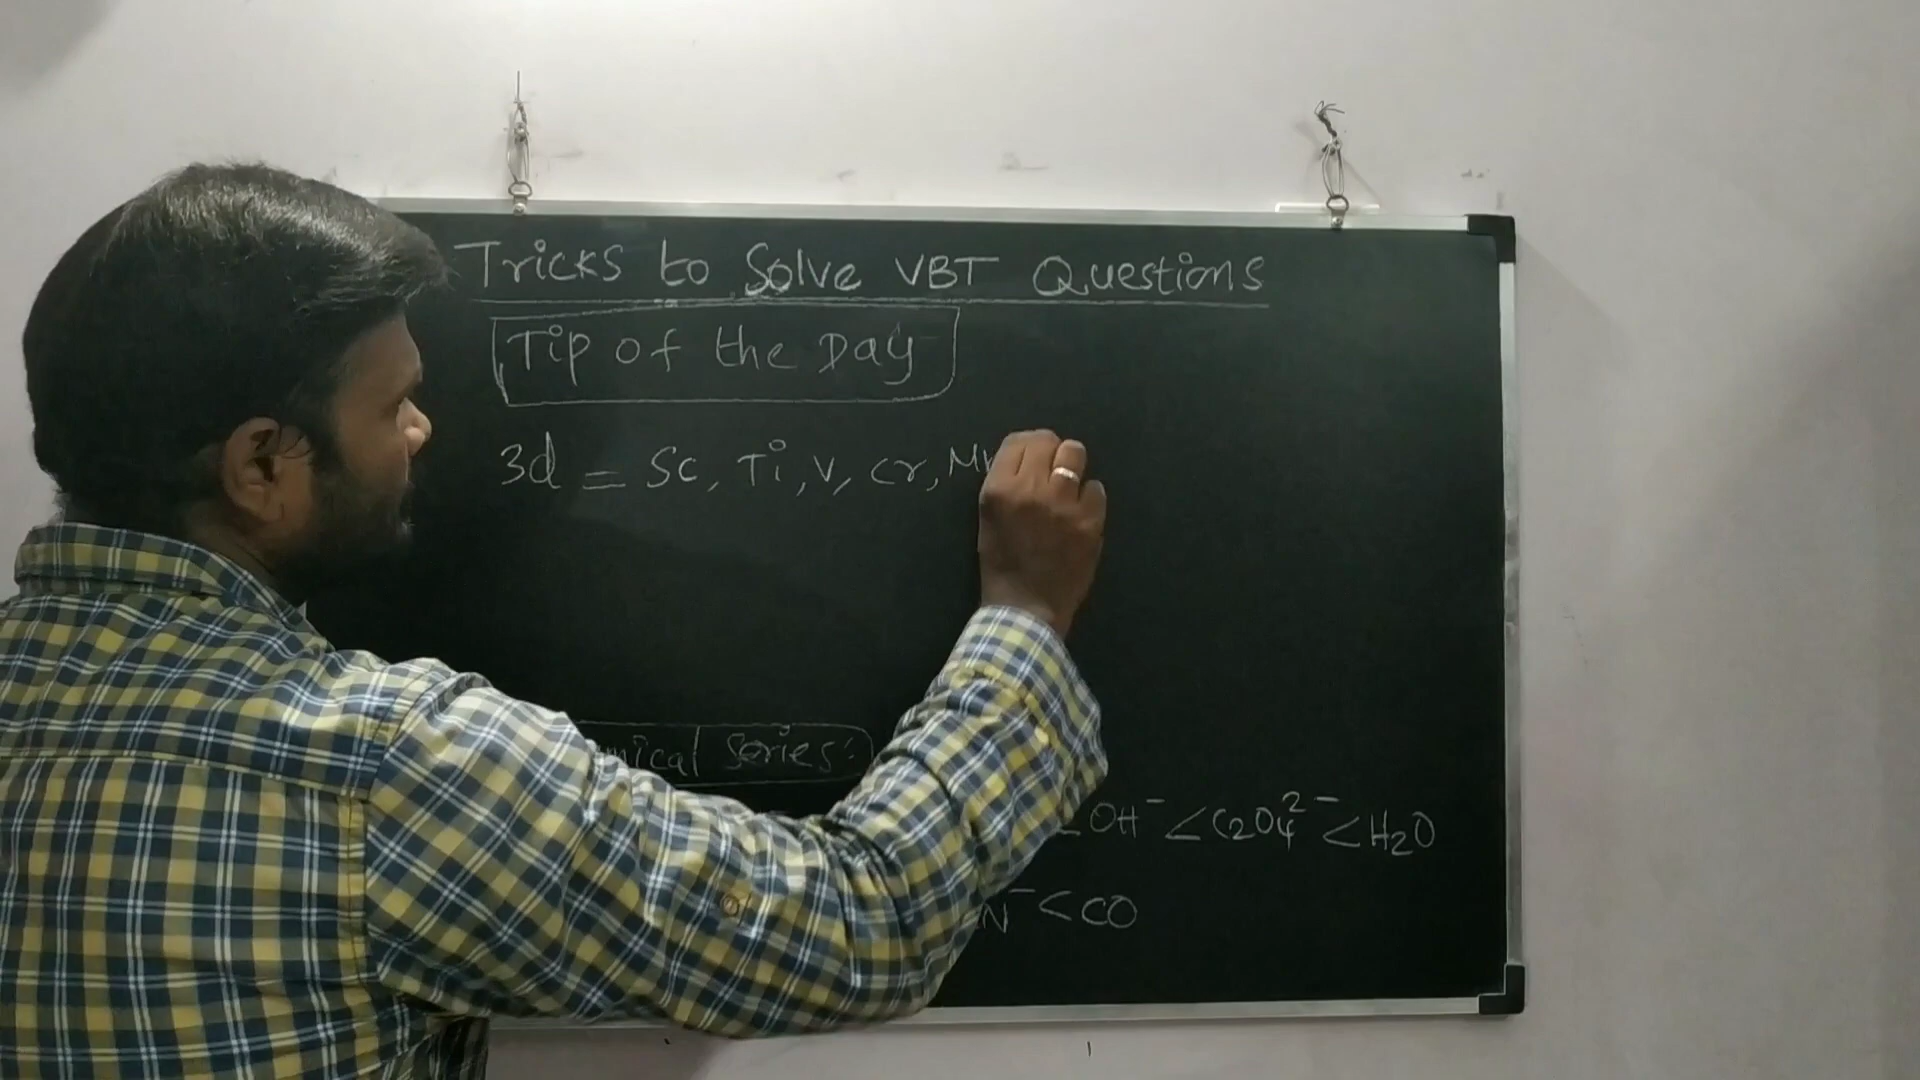 Tricks to Solve VBT Questions
Tip of the Day
3d = Sc, Ti, V, Cr, Mn
mical Series:
< OH⁻ < C₂O₄²⁻ < H₂O
N⁻ < CO